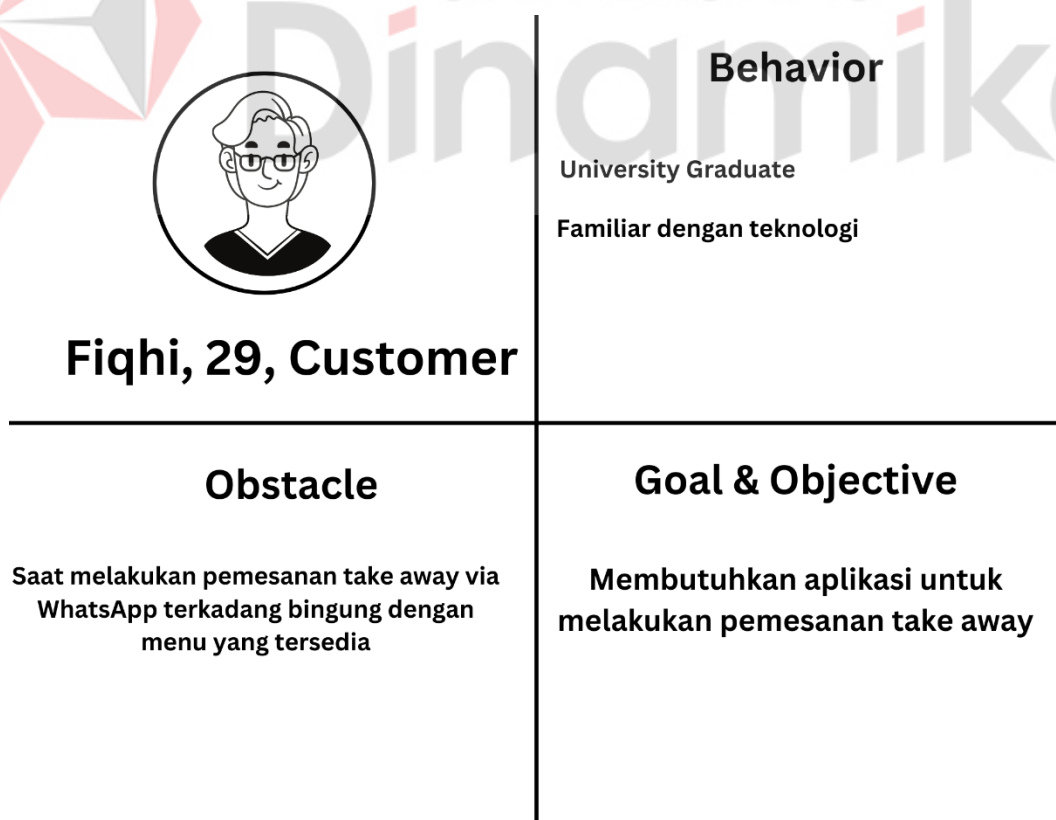 Dinamika
Behavior
University Graduate
Familiar dengan teknologi
Fiqhi, 29, Customer
Obstacle
Saat melakukan pemesanan take away via
WhatsApp terkadang bingung dengan
menu yang tersedia
Goal & Objective
Membutuhkan aplikasi untuk
melakukan pemesanan take away